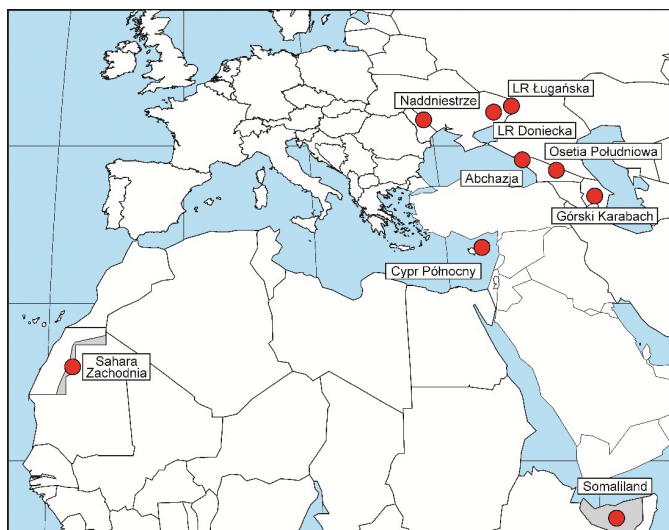 LR Ługańska
Naddniestrze
LR Doniecka
Osetia Południowa
Abchazja
Górski Karabach
Cypr Północny
Sahara
Zachodnia
Somaliland